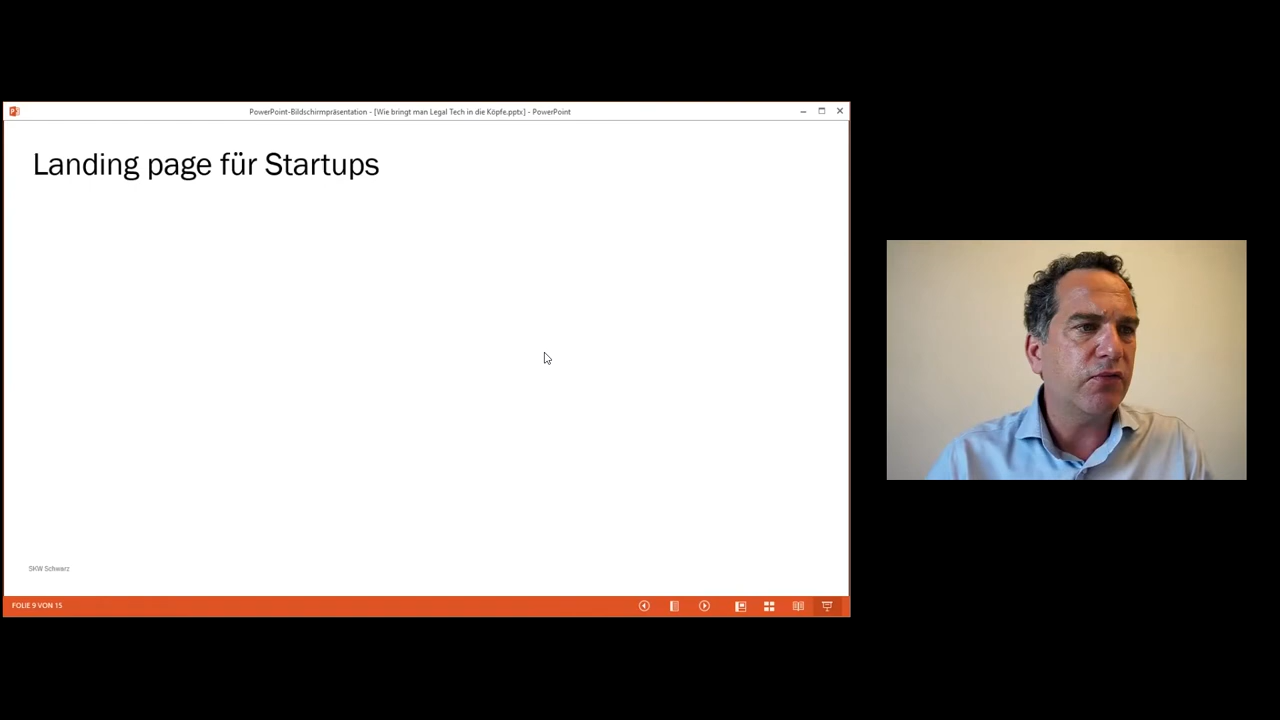 PowerPoint-Bildschirmpräsentation - [Wie bringt man Legal Tech in die Köpfe.pptx] - PowerPoint
Landing page für Startups
SKW Schwarz
FOLIE 9 VON 15